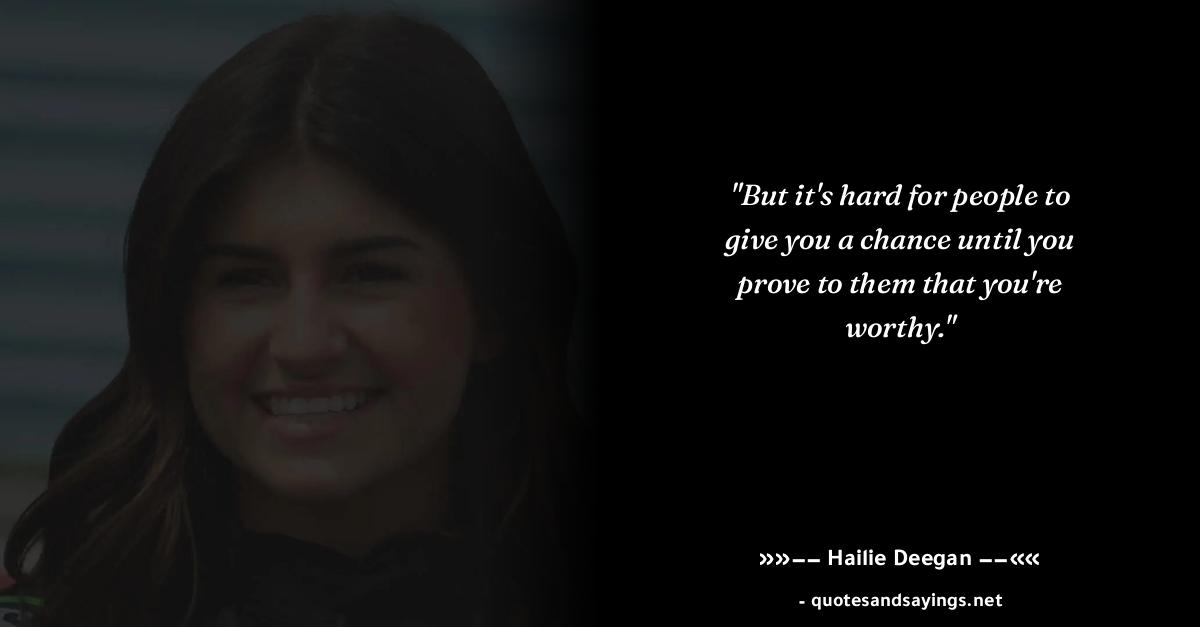 "But it's hard for people to
give you a chance until you
prove to them that you're
worthy."
»»—— Hailie Deegan ——««
- quotesandsayings.net